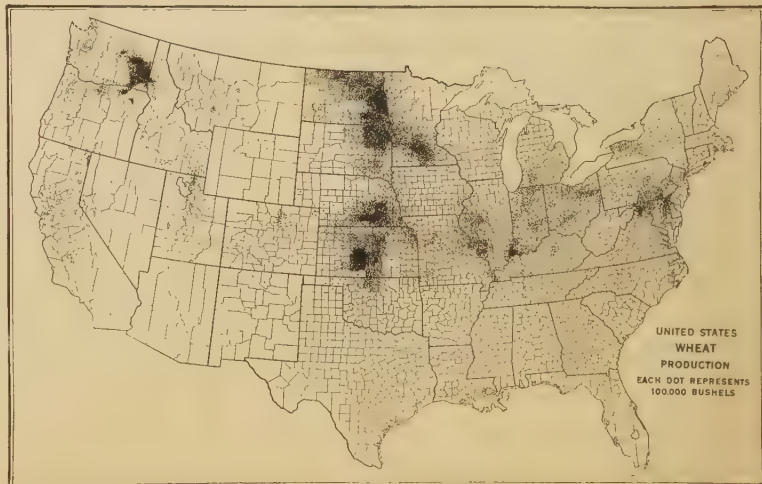 UNITED STATES
WHEAT
PRODUCTION
EACH DOT REPRESENTS
100,000 BUSHELS